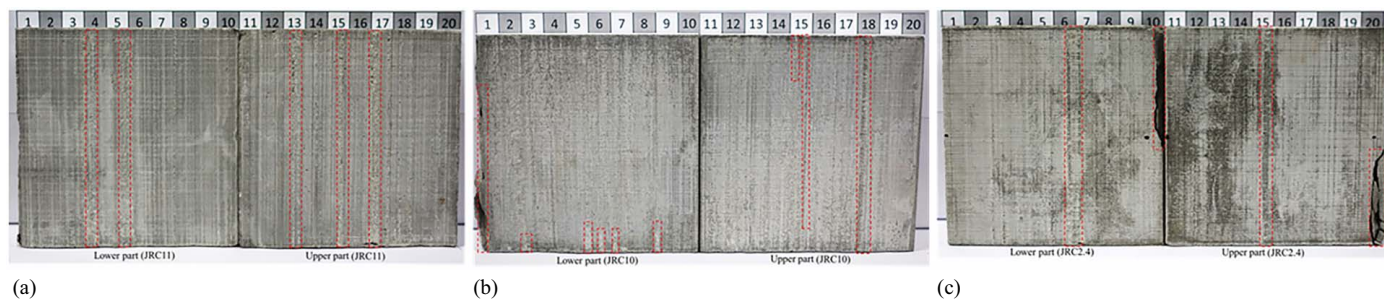 1 2 3 4 5 6 7 8 9 10 11 12 13 14 15 16 17 18 19 20
Lower part (JRC11) Upper part (JRC11)
(a)
1 2 3 4 5 6 7 8 9 10 11 12 13 14 15 16 17 18 19 20
Lower part (JRC10) Upper part (JRC10)
(b)
1 2 3 4 5 6 7 8 9 10 11 12 13 14 15 16 17 18 19 20
Lower part (JRC2.4) Upper part (JRC2.4)
(c)